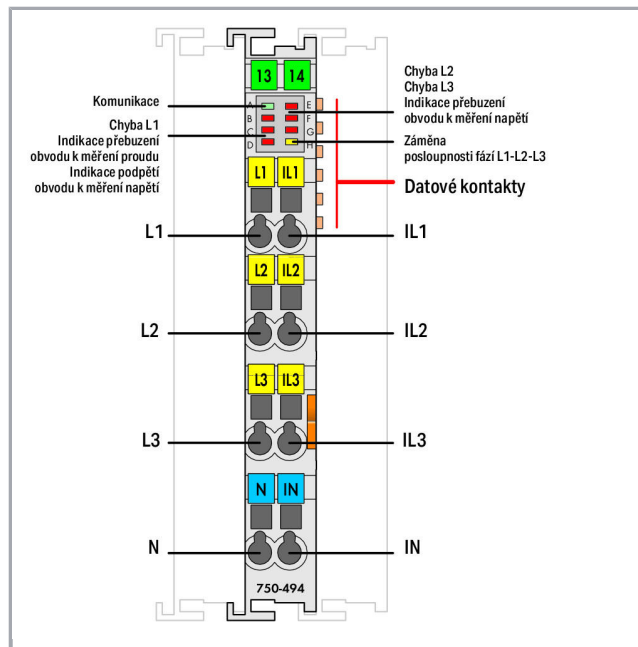 13 14
Komunikace
Chyba L1
Indikace přebuzení
obvodu k měření proudu
Indikace podpětí
obvodu k měření napětí
A
B
C
D
E
F
G
H
Chyba L2
Chyba L3
Indikace přebuzení
obvodu k měření napětí
Záměna
posloupnosti fází L1-L2-L3
Datové kontakty
L1 IL1
L1
IL1
L2 IL2
L2
IL2
L3 IL3
L3
IL3
N IN
N
IN
750-494